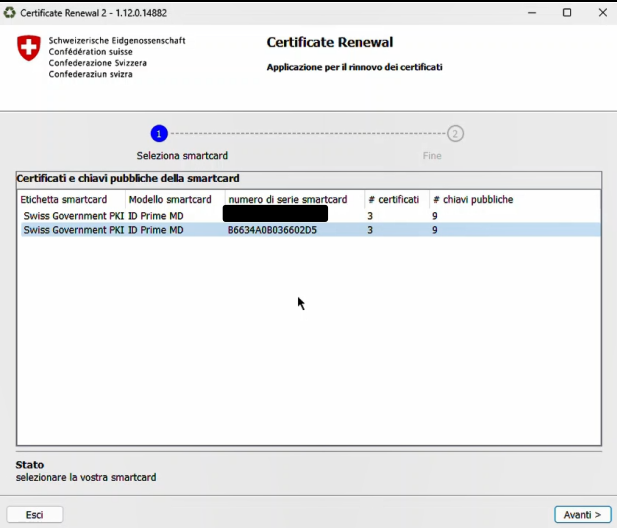 Certificate Renewal 2 - 1.12.0.14882
Schweizerische Eidgenossenschaft
Confédération suisse
Confederazione Svizzera
Confederaziun svizra
Certificate Renewal
Applicazione per il rinnovo dei certificati
1
2
Seleziona smartcard
Fine
Certificati e chiavi pubbliche della smartcard
Etichetta smartcard Modello smartcard numero di serie smartcard # certificati # chiavi pubbliche
Swiss Government PKI ID Prime MD 3 9
Swiss Government PKI ID Prime MD B6634A0B036602D5 3 9
Stato
selezionare la vostra smartcard
Esci
Avanti >